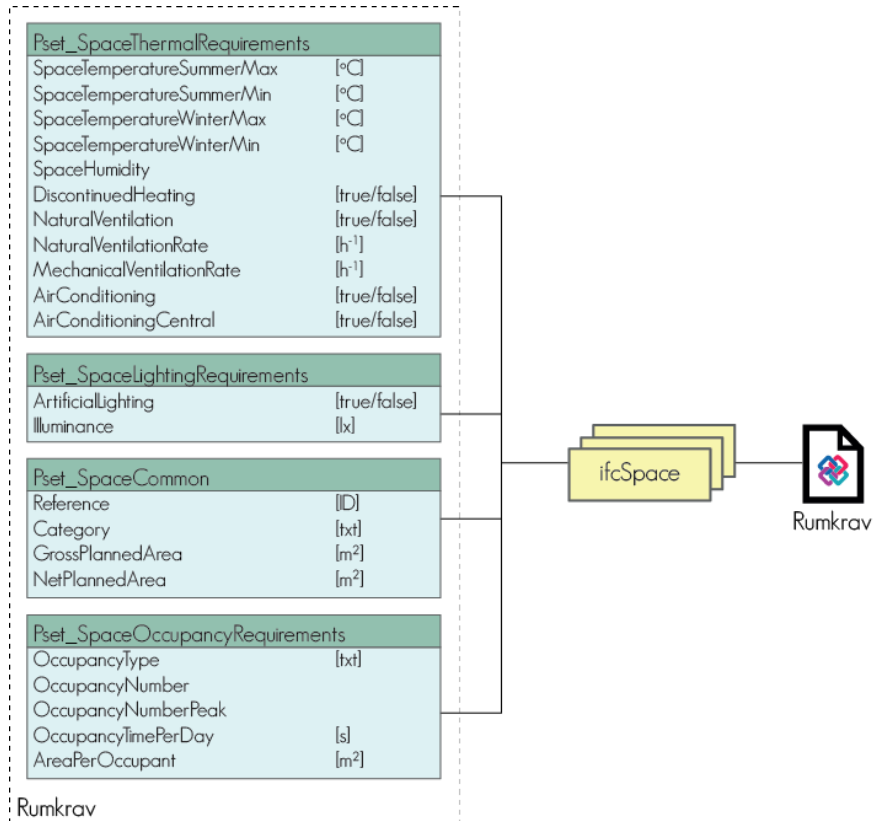 Pset_SpaceThermalRequirements
SpaceTemperatureSummerMax [°C]
SpaceTemperatureSummerMin [°C]
SpaceTemperatureWinterMax [°C]
SpaceTemperatureWinterMin [°C]
SpaceHumidity
DiscontinuedHeating [true/false]
NaturalVentilation [true/false]
NaturalVentilationRate [h⁻¹]
MechanicalVentilationRate [h⁻¹]
AirConditioning [true/false]
AirConditioningCentral [true/false]
Pset_SpaceLightingRequirements
ArtificialLighting [true/false]
Illuminance [lx]
Pset_SpaceCommon
Reference [ID]
Category [txt]
GrossPlannedArea [m²]
NetPlannedArea [m²]
Pset_SpaceOccupancyRequirements
OccupancyType [txt]
OccupancyNumber
OccupancyNumberPeak
OccupancyTimePerDay [s]
AreaPerOccupant [m²]
Rumkrav
ifcSpace
Rumkrav